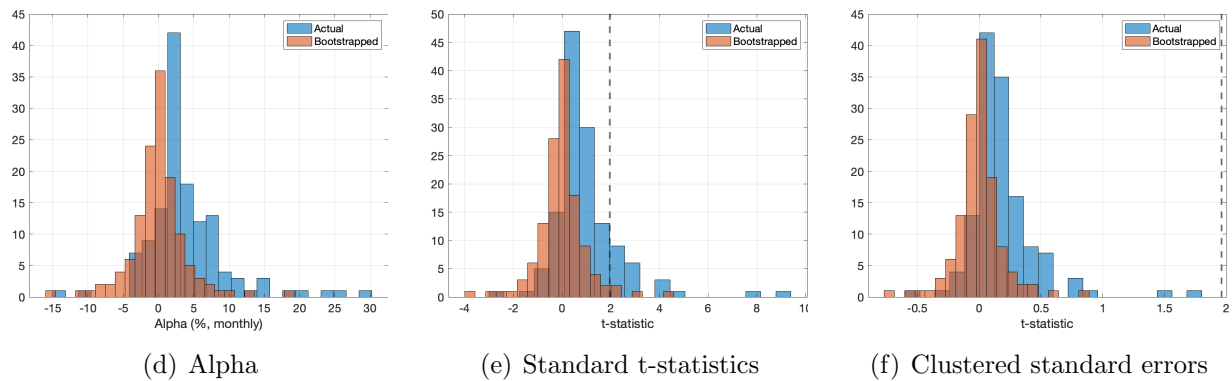 45
40
35
30
25
20
15
10
5
0
-15 -10 -5 0 5 10 15 20 25 30
Alpha (%, monthly)
Actual
Bootstrapped
(d) Alpha
50
45
40
35
30
25
20
15
10
5
0
-4 -2 0 2 4 6 8 10
t-statistic
Actual
Bootstrapped
(e) Standard t-statistics
45
40
35
30
25
20
15
10
5
0
-0.5 0 0.5 1 1.5 2
t-statistic
Actual
Bootstrapped
(f) Clustered standard errors